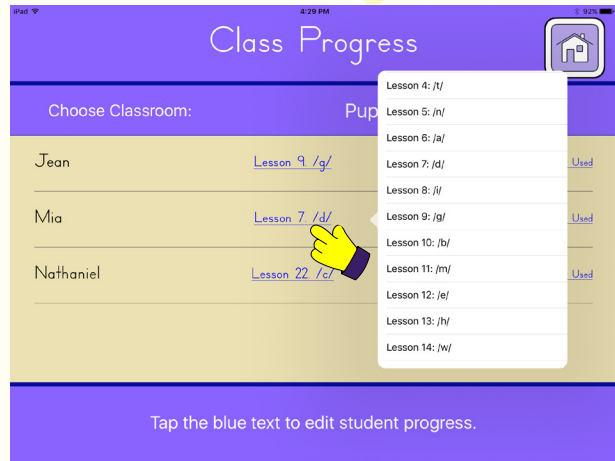 iPad 4:29 PM 92%
Class Progress
Choose Classroom: Pup
Lesson 4: /t/
Lesson 5: /n/
Lesson 6: /a/
Lesson 7: /d/
Lesson 8: /i/
Lesson 9: /g/
Lesson 10: /b/
Lesson 11: /m/
Lesson 12: /e/
Lesson 13: /h/
Lesson 14: /w/
Jean Lesson 9. /g/ Used
Mia Lesson 7. /d/ Used
Nathaniel Lesson 22. /c/ Used
Tap the blue text to edit student progress.